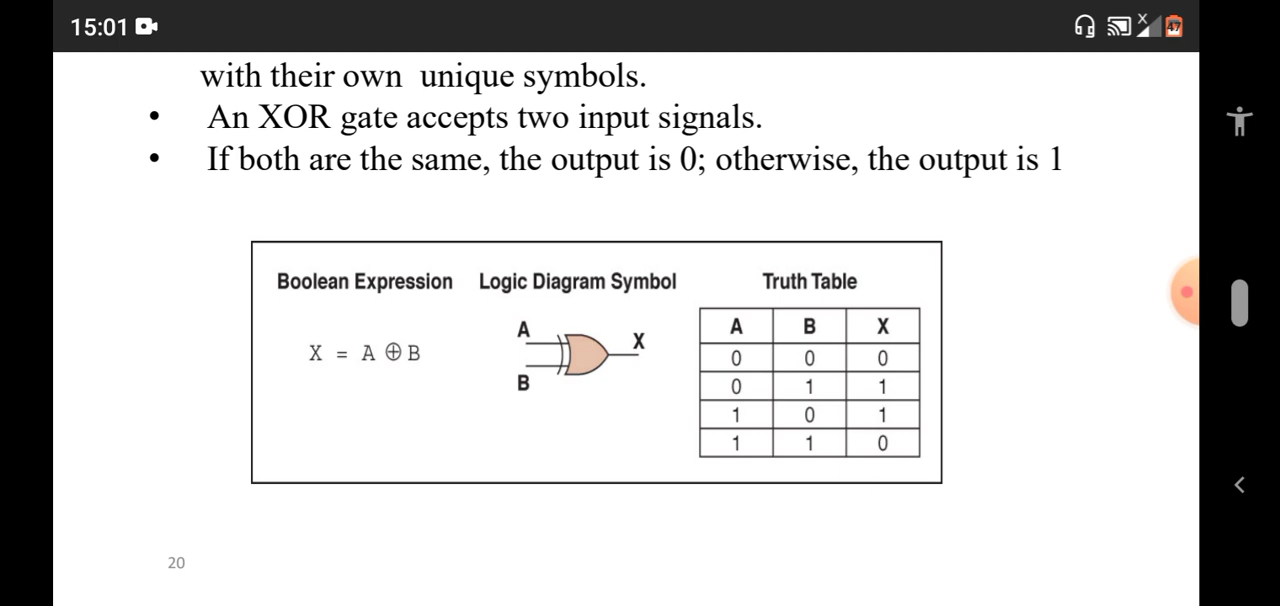 15:01
47
with their own unique symbols.
• An XOR gate accepts two input signals.
• If both are the same, the output is 0; otherwise, the output is 1
Boolean Expression Logic Diagram Symbol Truth Table
X = A ⊕ B
A
B
X
A B X
0 0 0
0 1 1
1 0 1
1 1 0
20